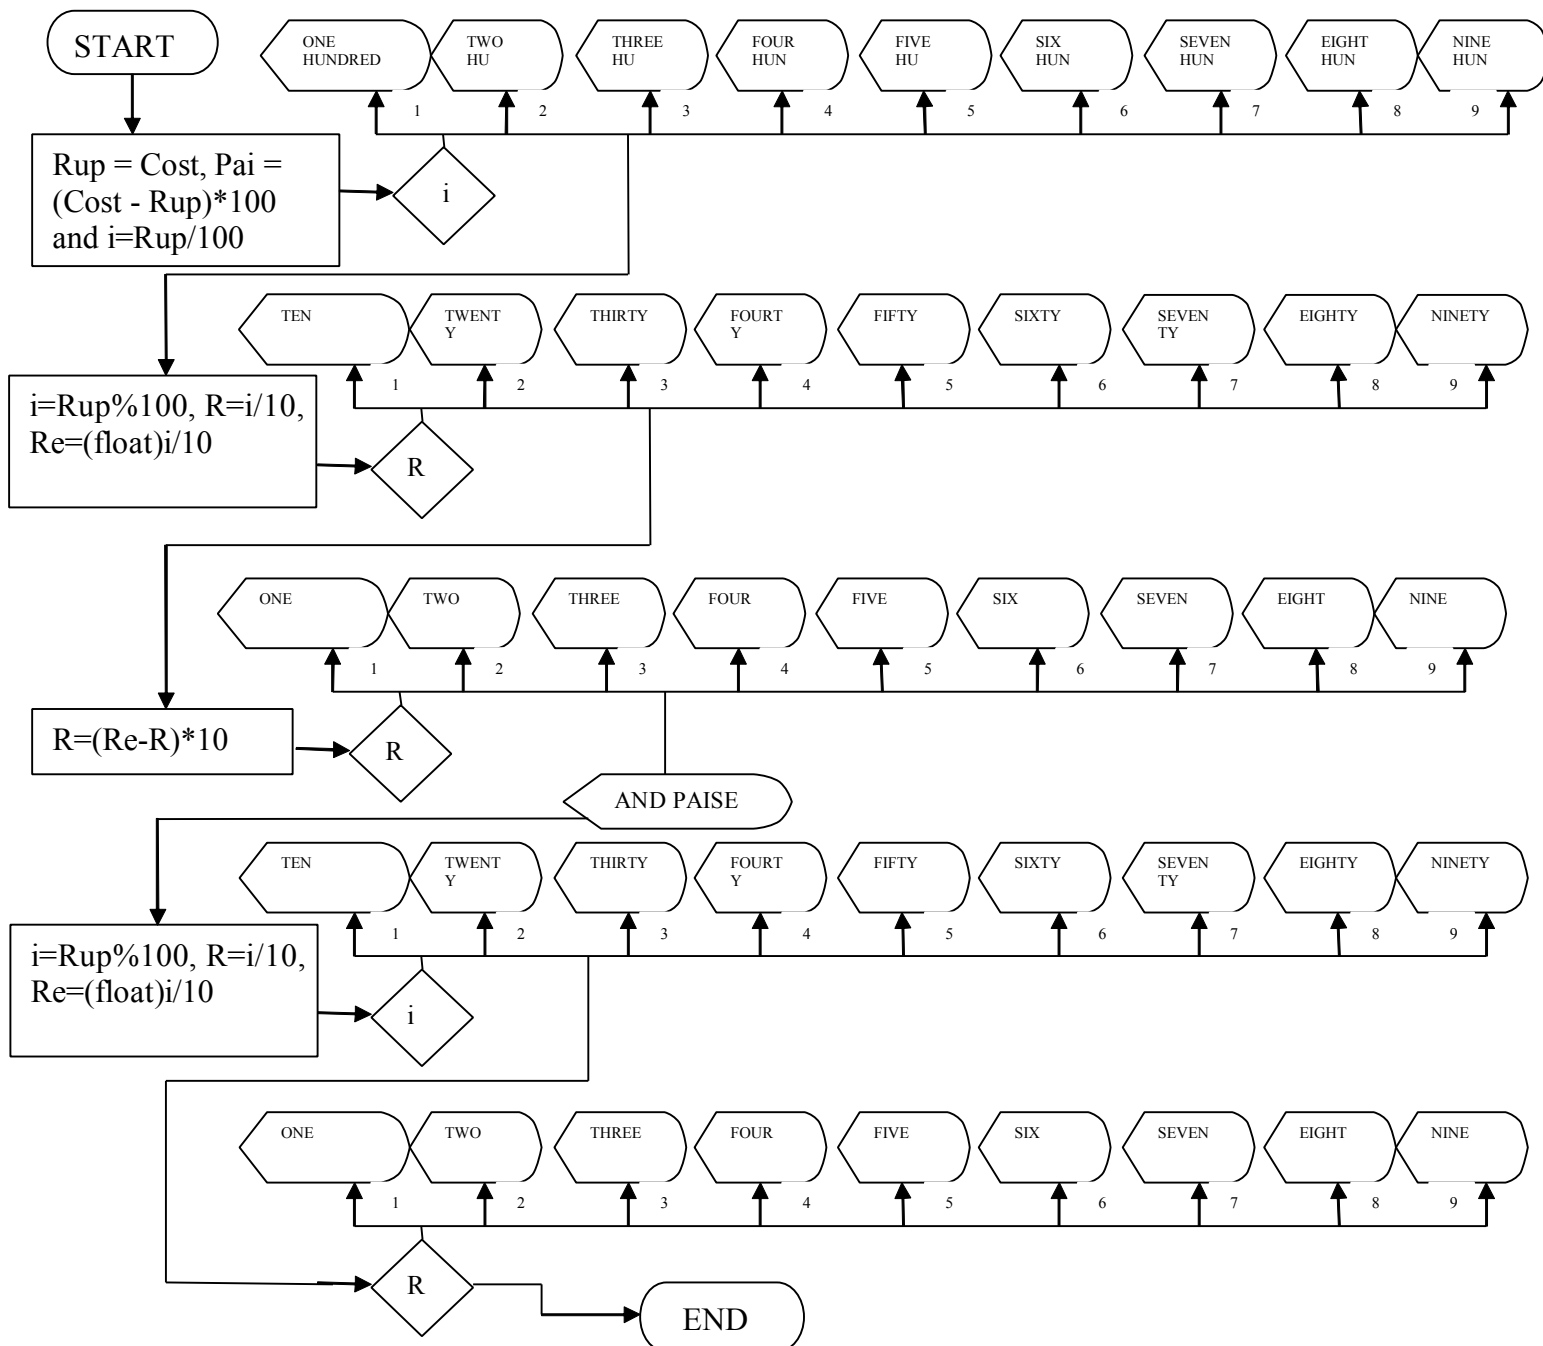 START
ONE
HUNDRED
TWO
HU
THREE
HU
FOUR
HUN
FIVE
HU
SIX
HUN
SEVEN
HUN
EIGHT
HUN
NINE
HUN
1 2 3 4 5 6 7 8 9
Rup = Cost, Pai =
(Cost - Rup)*100
and i=Rup/100
i
TEN
TWENT
Y
THIRTY
FOURT
Y
FIFTY
SIXTY
SEVEN
TY
EIGHTY
NINETY
1 2 3 4 5 6 7 8 9
i=Rup%100, R=i/10,
Re=(float)i/10
R
ONE
TWO
THREE
FOUR
FIVE
SIX
SEVEN
EIGHT
NINE
1 2 3 4 5 6 7 8 9
R=(Re-R)*10
R
AND PAISE
TEN
TWENT
Y
THIRTY
FOURT
Y
FIFTY
SIXTY
SEVEN
TY
EIGHTY
NINETY
1 2 3 4 5 6 7 8 9
i=Rup%100, R=i/10,
Re=(float)i/10
i
ONE
TWO
THREE
FOUR
FIVE
SIX
SEVEN
EIGHT
NINE
1 2 3 4 5 6 7 8 9
R
END